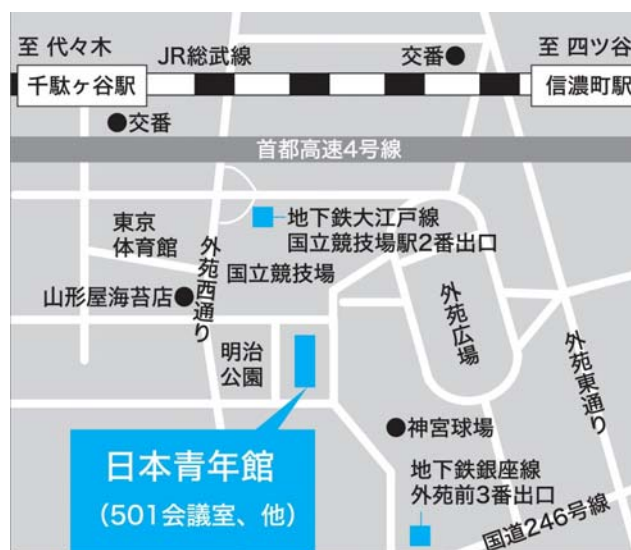 至 代々木
JR総武線
交番
至 四ツ谷
千駄ヶ谷駅
信濃町駅
交番
首都高速4号線
地下鉄大江戸線
国立競技場駅2番出口
東京
体育館
外苑西通り
国立競技場
山形屋海苔店
外苑広場
外苑東通り
明治
公園
神宮球場
日本青年館
（501会議室、他）
地下鉄銀座線
外苑前3番出口
国道246号線